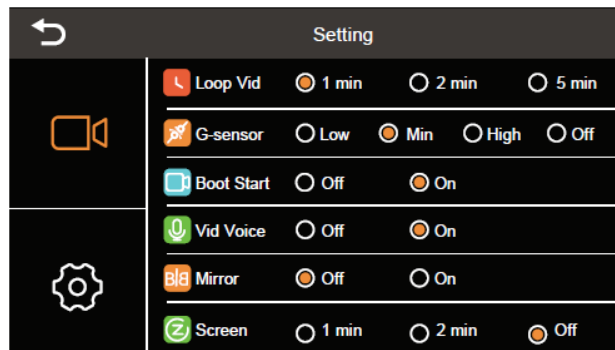 Setting
Loop Vid 1 min 2 min 5 min
G-sensor Low Min High Off
Boot Start Off On
Vid Voice Off On
B|B Mirror Off On
Z Screen 1 min 2 min Off